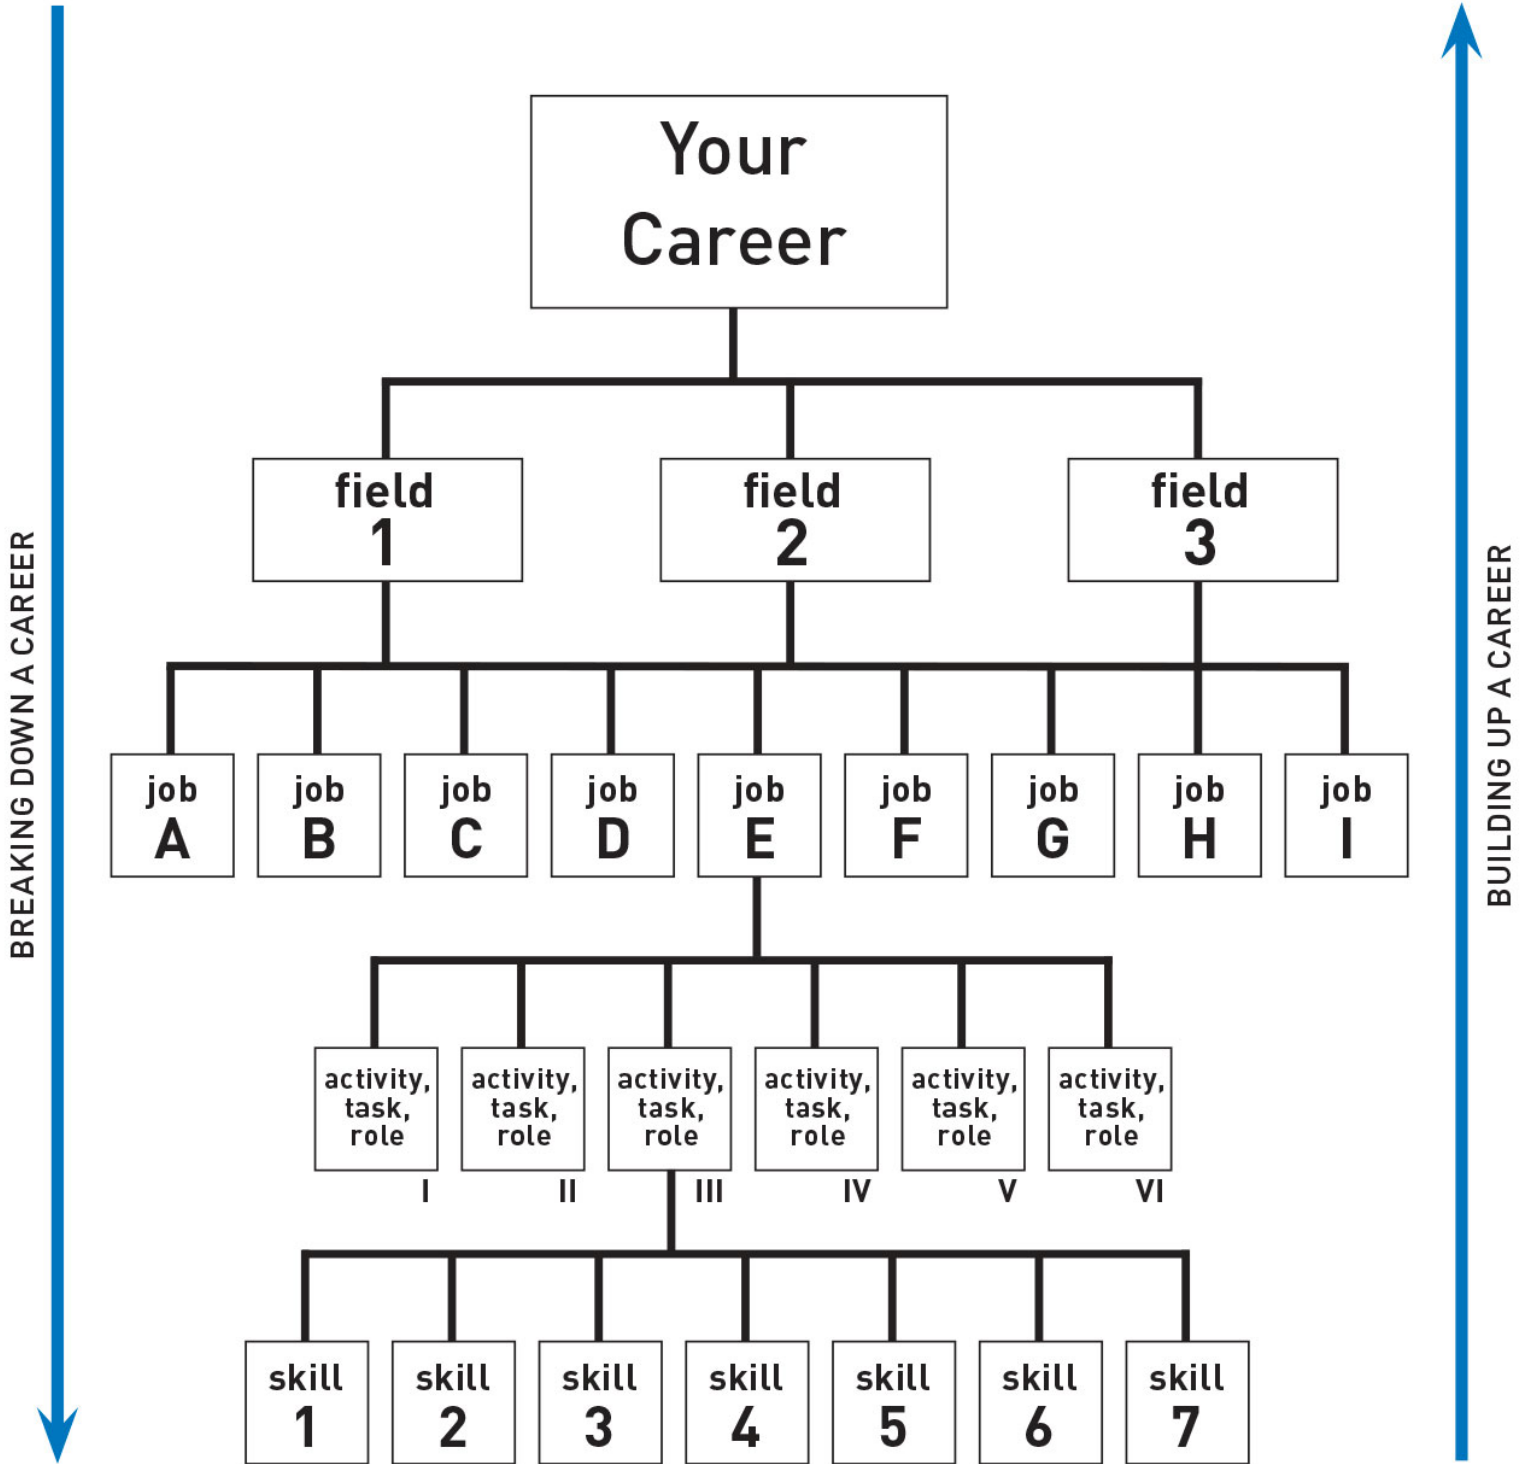 Your
Career
field
1
field
2
field
3
BREAKING DOWN A CAREER
BUILDING UP A CAREER
job
A
job
B
job
C
job
D
job
E
job
F
job
G
job
H
job
I
activity,
task,
role
I
activity,
task,
role
II
activity,
task,
role
III
activity,
task,
role
IV
activity,
task,
role
V
activity,
task,
role
VI
skill
1
skill
2
skill
3
skill
4
skill
5
skill
6
skill
7